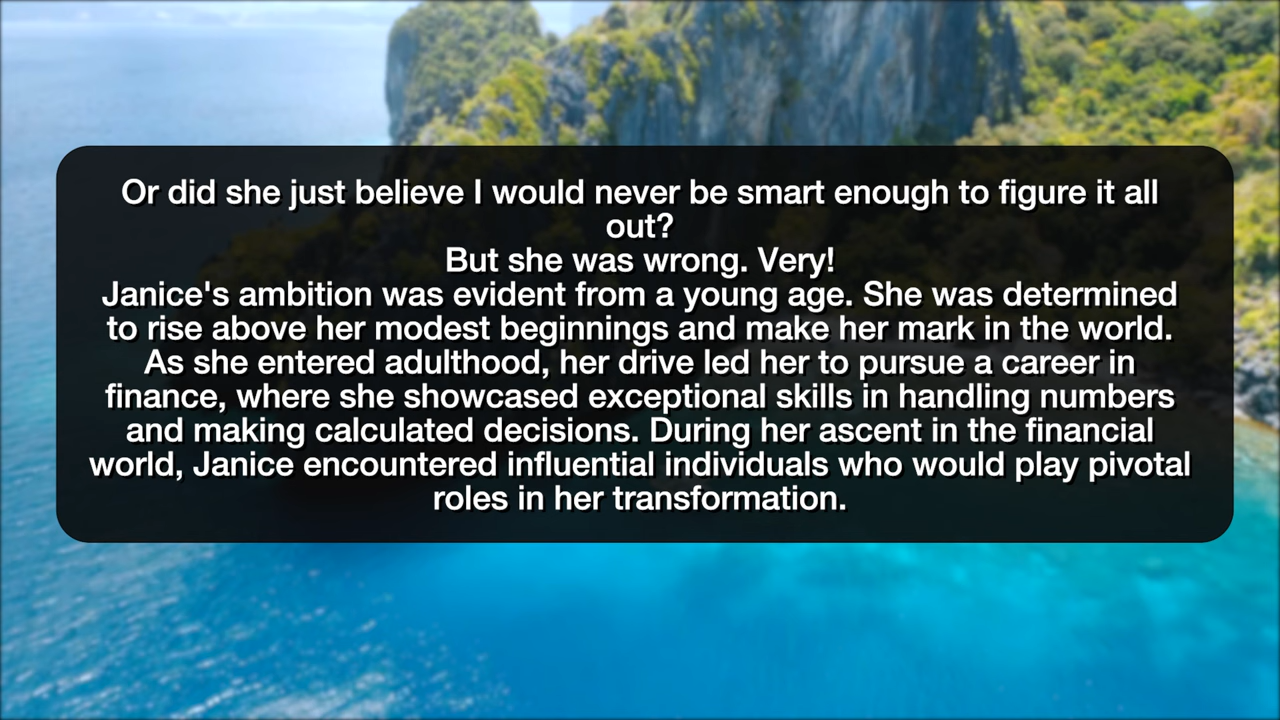 Or did she just believe I would never be smart enough to figure it all
out?
But she was wrong. Very!
Janice's ambition was evident from a young age. She was determined
to rise above her modest beginnings and make her mark in the world.
As she entered adulthood, her drive led her to pursue a career in
finance, where she showcased exceptional skills in handling numbers
and making calculated decisions. During her ascent in the financial
world, Janice encountered influential individuals who would play pivotal
roles in her transformation.